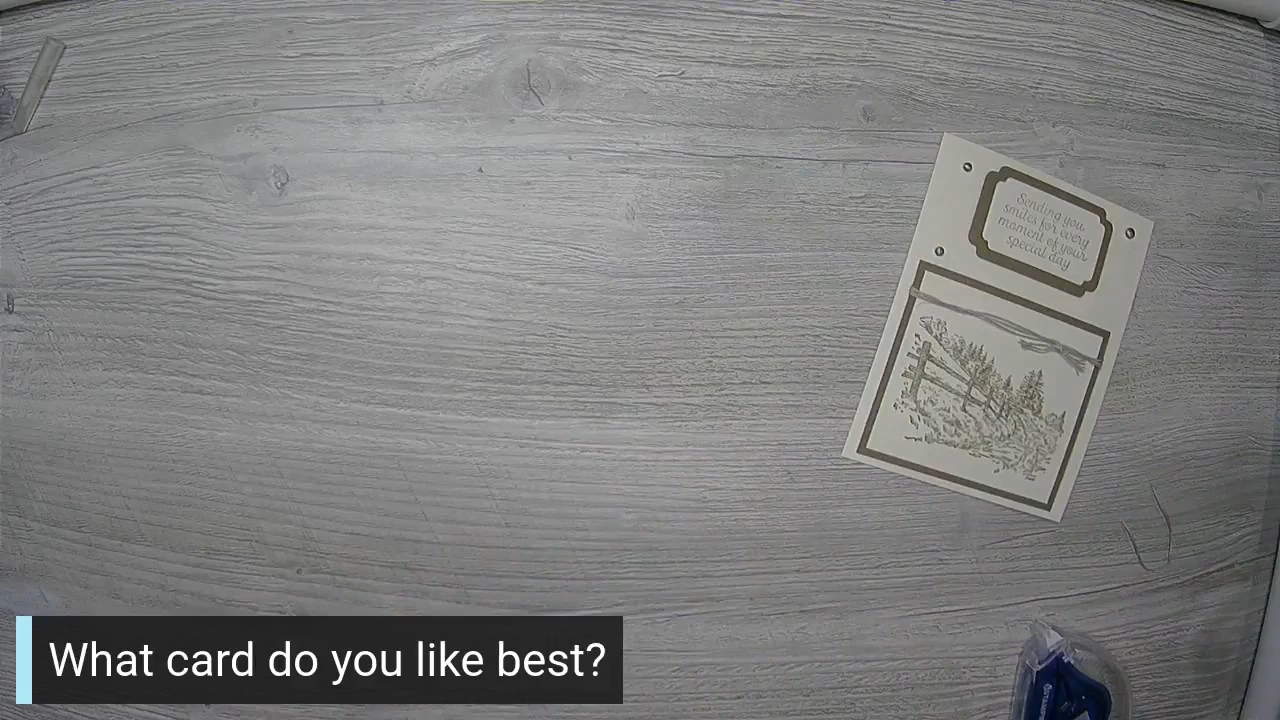 Sending you
smiles for every
moment of your
special day
What card do you like best?